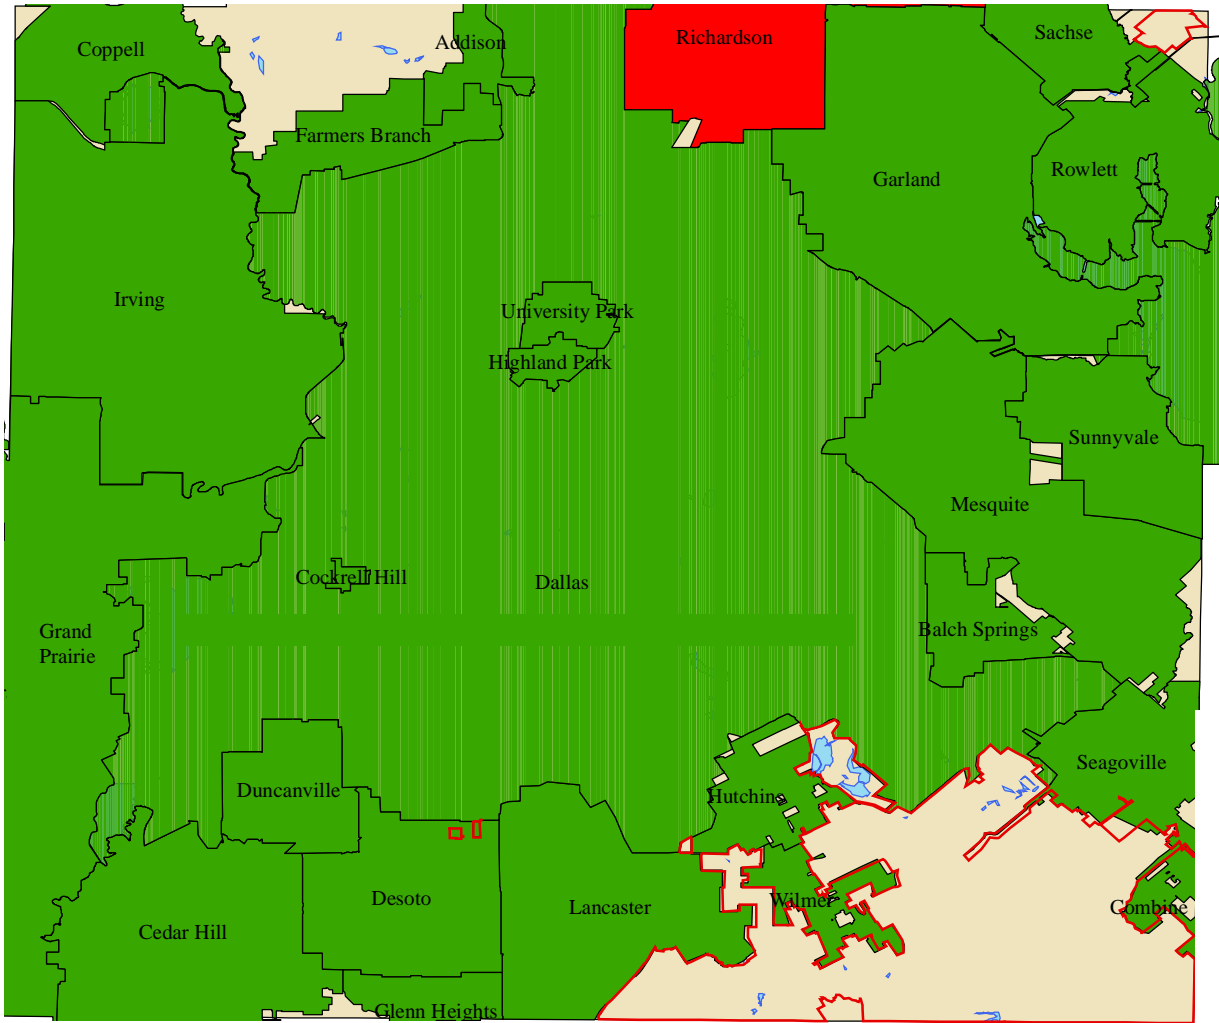 Coppell
Addison
Richardson
Sachse
Farmers Branch
Garland
Rowlett
Irving
University Park
Highland Park
Sunnyvale
Mesquite
Cockrell Hill
Dallas
Grand
Prairie
Balch Springs
Duncanville
Hutchins
Seagoville
Desoto
Lancaster
Wilmer
Combine
Cedar Hill
Glenn Heights